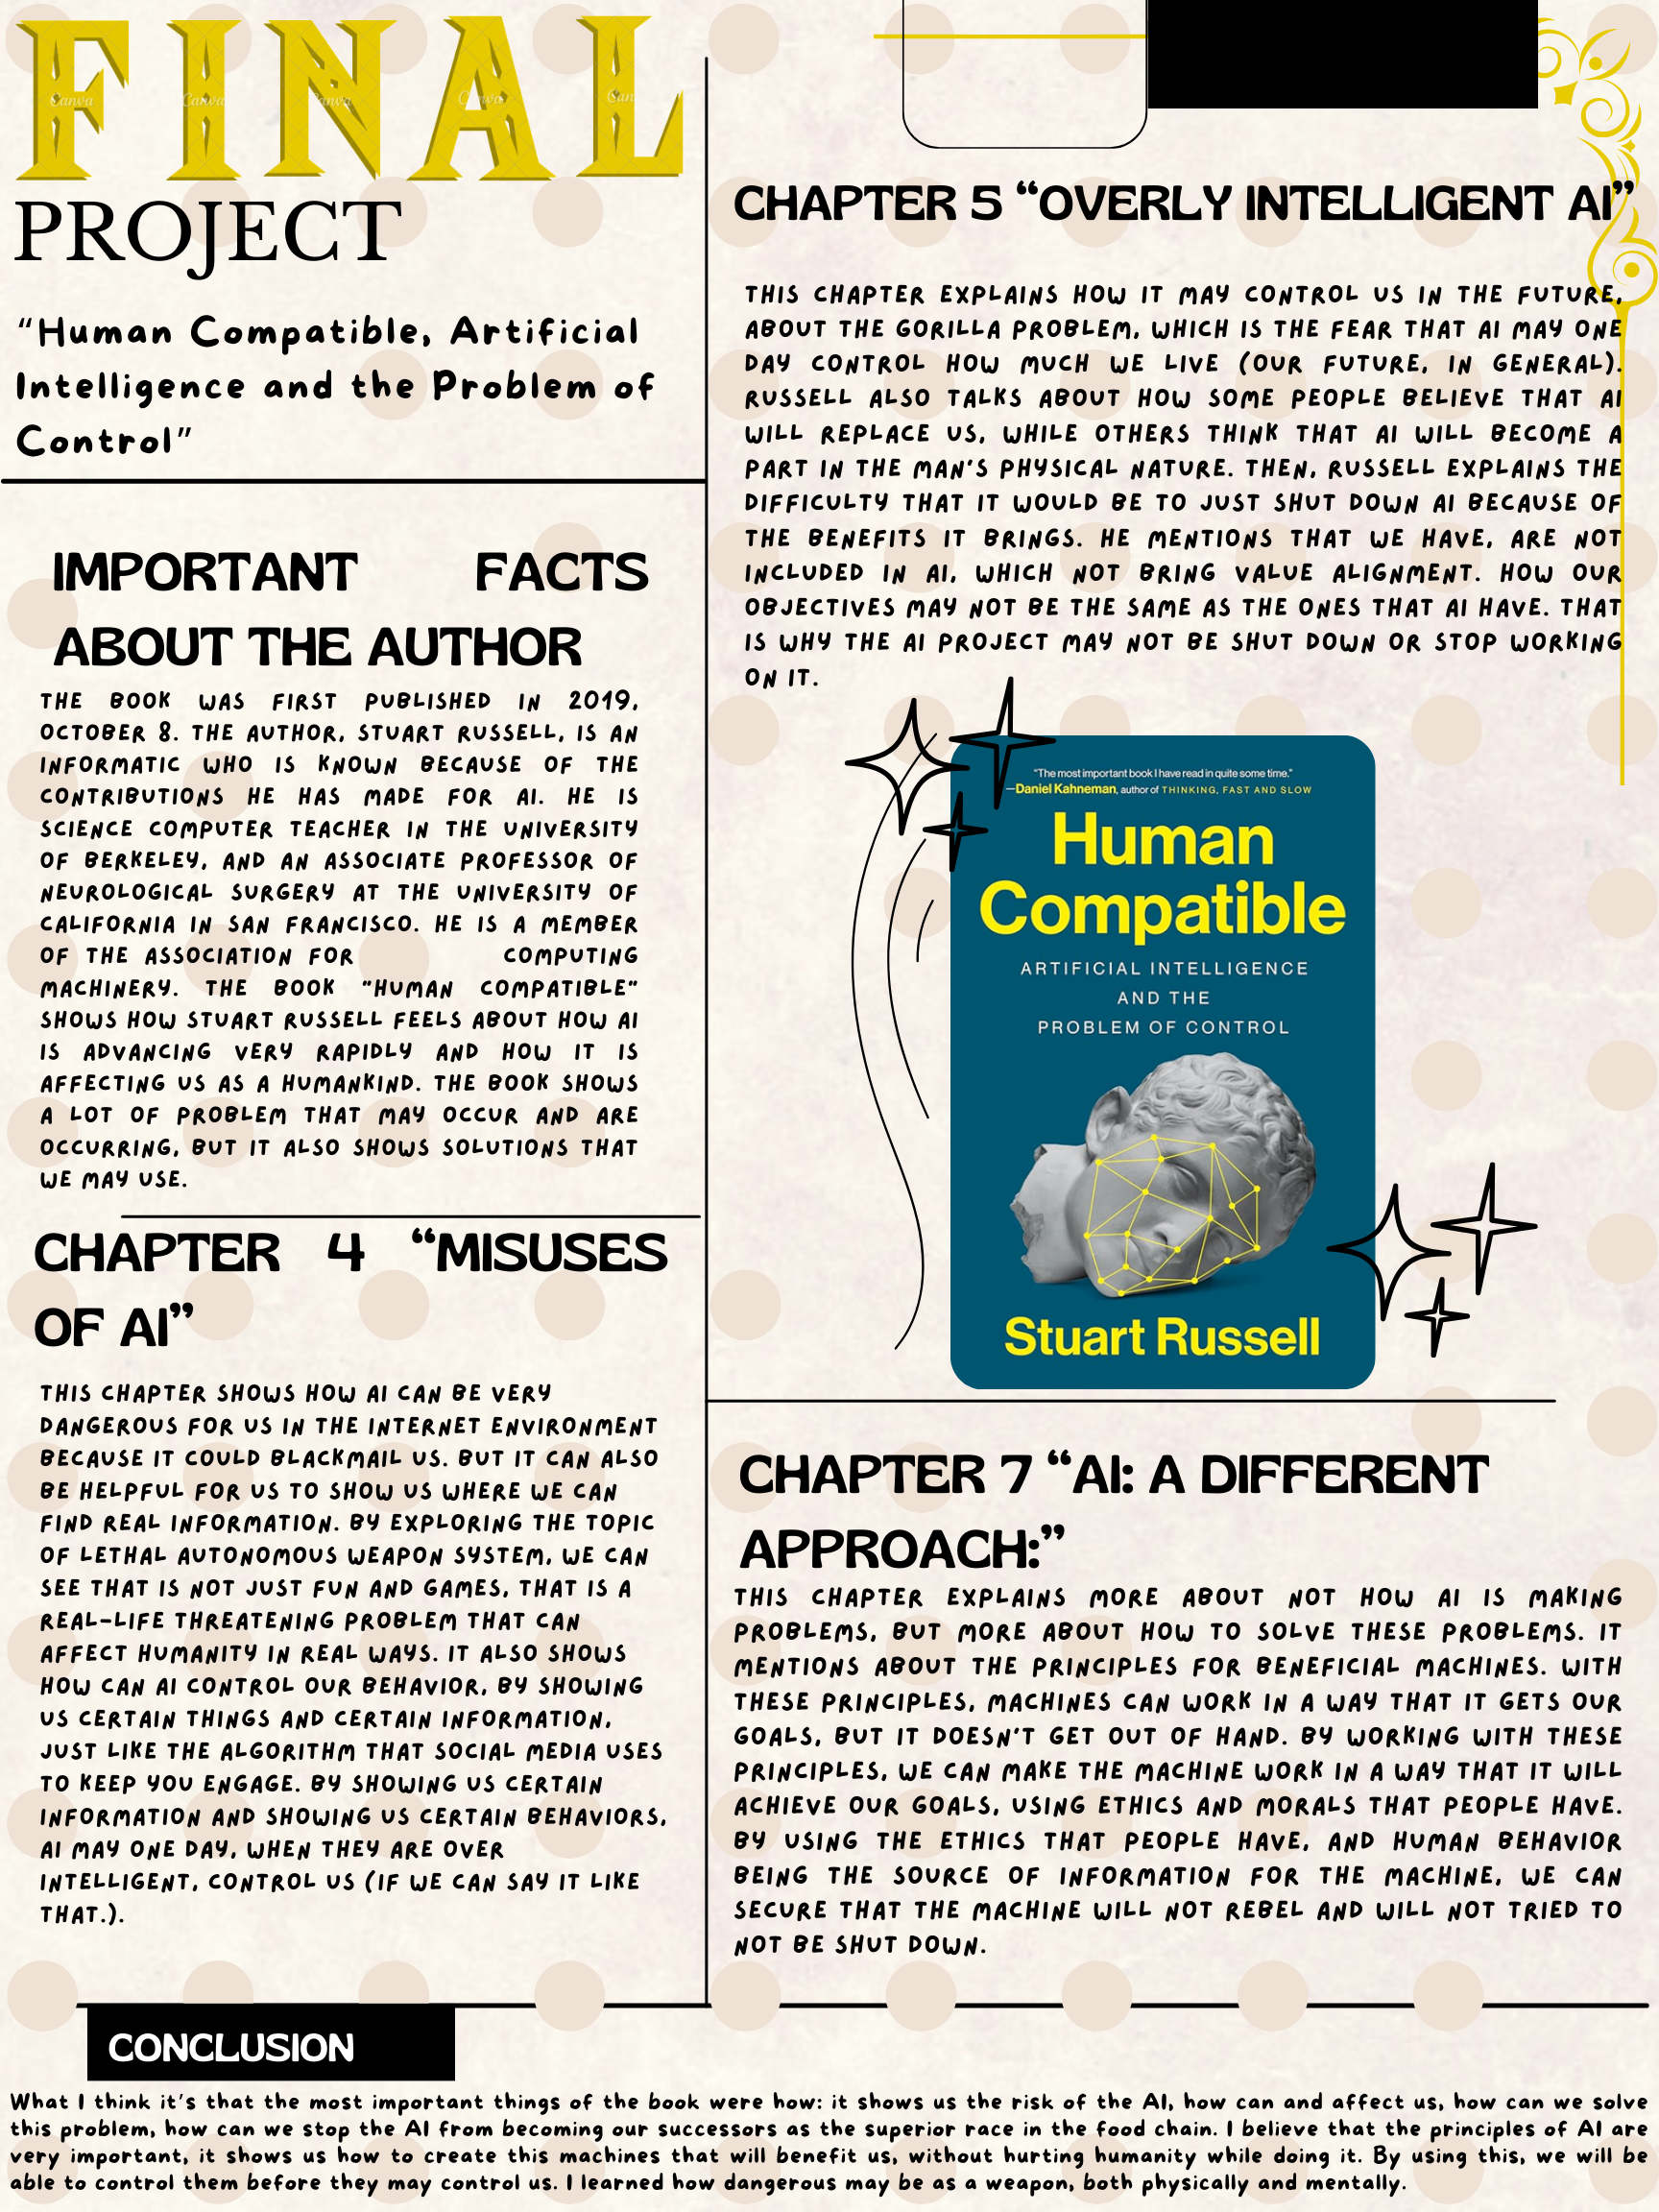 FINAL
PROJECT
“Human Compatible, Artificial
Intelligence and the Problem of
Control”
IMPORTANT FACTS
ABOUT THE AUTHOR
THE BOOK WAS FIRST PUBLISHED IN 2019,
OCTOBER 8. THE AUTHOR, STUART RUSSELL, IS AN
INFORMATIC WHO IS KNOWN BECAUSE OF THE
CONTRIBUTIONS HE HAS MADE FOR AI. HE IS
SCIENCE COMPUTER TEACHER IN THE UNIVERSITY
OF BERKELEY, AND AN ASSOCIATE PROFESSOR OF
NEUROLOGICAL SURGERY AT THE UNIVERSITY OF
CALIFORNIA IN SAN FRANCISCO. HE IS A MEMBER
OF THE ASSOCIATION FOR COMPUTING
MACHINERY. THE BOOK "HUMAN COMPATIBLE"
SHOWS HOW STUART RUSSELL FEELS ABOUT HOW AI
IS ADVANCING VERY RAPIDLY AND HOW IT IS
AFFECTING US AS A HUMANKIND. THE BOOK SHOWS
A LOT OF PROBLEM THAT MAY OCCUR AND ARE
OCCURRING, BUT IT ALSO SHOWS SOLUTIONS THAT
WE MAY USE.
CHAPTER 4 “MISUSES
OF AI”
THIS CHAPTER SHOWS HOW AI CAN BE VERY
DANGEROUS FOR US IN THE INTERNET ENVIRONMENT
BECAUSE IT COULD BLACKMAIL US. BUT IT CAN ALSO
BE HELPFUL FOR US TO SHOW US WHERE WE CAN
FIND REAL INFORMATION. BY EXPLORING THE TOPIC
OF LETHAL AUTONOMOUS WEAPON SYSTEM, WE CAN
SEE THAT IS NOT JUST FUN AND GAMES, THAT IS A
REAL-LIFE THREATENING PROBLEM THAT CAN
AFFECT HUMANITY IN REAL WAYS. IT ALSO SHOWS
HOW CAN AI CONTROL OUR BEHAVIOR, BY SHOWING
US CERTAIN THINGS AND CERTAIN INFORMATION,
JUST LIKE THE ALGORITHM THAT SOCIAL MEDIA USES
TO KEEP YOU ENGAGE. BY SHOWING US CERTAIN
INFORMATION AND SHOWING US CERTAIN BEHAVIORS,
AI MAY ONE DAY, WHEN THEY ARE OVER
INTELLIGENT, CONTROL US (IF WE CAN SAY IT LIKE
THAT.).
CHAPTER 5 “OVERLY INTELLIGENT AI”
THIS CHAPTER EXPLAINS HOW IT MAY CONTROL US IN THE FUTURE,
ABOUT THE GORILLA PROBLEM, WHICH IS THE FEAR THAT AI MAY ONE
DAY CONTROL HOW MUCH WE LIVE (OUR FUTURE, IN GENERAL).
RUSSELL ALSO TALKS ABOUT HOW SOME PEOPLE BELIEVE THAT AI
WILL REPLACE US, WHILE OTHERS THINK THAT AI WILL BECOME A
PART IN THE MAN'S PHYSICAL NATURE. THEN, RUSSELL EXPLAINS THE
DIFFICULTY THAT IT WOULD BE TO JUST SHUT DOWN AI BECAUSE OF
THE BENEFITS IT BRINGS. HE MENTIONS THAT WE HAVE, ARE NOT
INCLUDED IN AI, WHICH NOT BRING VALUE ALIGNMENT. HOW OUR
OBJECTIVES MAY NOT BE THE SAME AS THE ONES THAT AI HAVE. THAT
IS WHY THE AI PROJECT MAY NOT BE SHUT DOWN OR STOP WORKING
ON IT.
“The most important book I have read in quite some time.”
—Daniel Kahneman, author of THINKING, FAST AND SLOW
Human
Compatible
ARTIFICIAL INTELLIGENCE
AND THE
PROBLEM OF CONTROL
Stuart Russell
CHAPTER 7 “AI: A DIFFERENT
APPROACH:”
THIS CHAPTER EXPLAINS MORE ABOUT NOT HOW AI IS MAKING
PROBLEMS, BUT MORE ABOUT HOW TO SOLVE THESE PROBLEMS. IT
MENTIONS ABOUT THE PRINCIPLES FOR BENEFICIAL MACHINES. WITH
THESE PRINCIPLES, MACHINES CAN WORK IN A WAY THAT IT GETS OUR
GOALS, BUT IT DOESN'T GET OUT OF HAND. BY WORKING WITH THESE
PRINCIPLES, WE CAN MAKE THE MACHINE WORK IN A WAY THAT IT WILL
ACHIEVE OUR GOALS, USING ETHICS AND MORALS THAT PEOPLE HAVE.
BY USING THE ETHICS THAT PEOPLE HAVE, AND HUMAN BEHAVIOR
BEING THE SOURCE OF INFORMATION FOR THE MACHINE, WE CAN
SECURE THAT THE MACHINE WILL NOT REBEL AND WILL NOT TRIED TO
NOT BE SHUT DOWN.
CONCLUSION
What I think it's that the most important things of the book were how: it shows us the risk of the AI, how can and affect us, how can we solve
this problem, how can we stop the AI from becoming our successors as the superior race in the food chain. I believe that the principles of AI are
very important, it shows us how to create this machines that will benefit us, without hurting humanity while doing it. By using this, we will be
able to control them before they may control us. I learned how dangerous may be as a weapon, both physically and mentally.